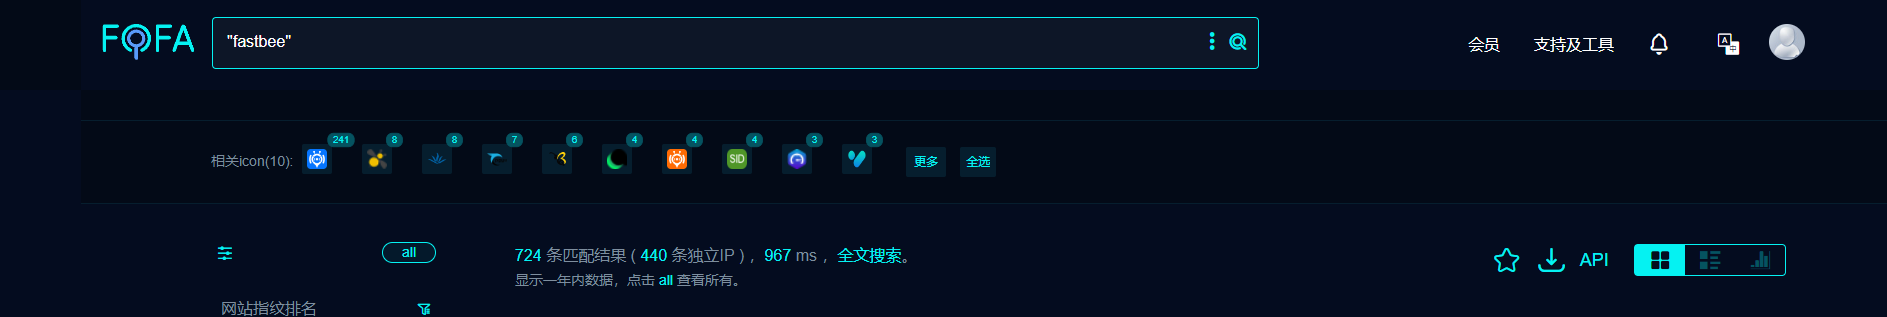 FOFA
"fastbee"
会员
支持及工具
A
中
241
8
8
7
6
4
4
4
3
3
相关icon(10):
SID
更多
全选
all
724 条匹配结果 ( 440 条独立IP ) ，967 ms ，全文搜索。
API
显示一年内数据，点击 all 查看所有。
网站指纹排名